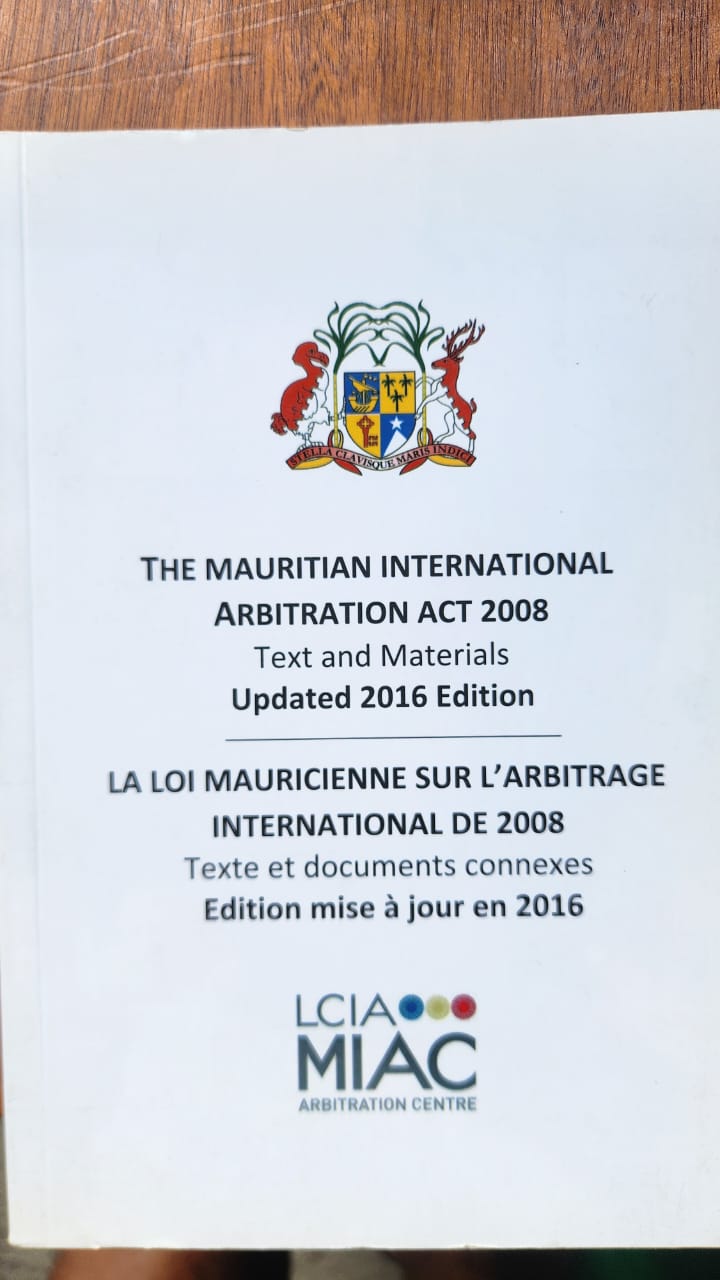 STELLA CLAVISQUE MARIS INDICI
THE MAURITIAN INTERNATIONAL
ARBITRATION ACT 2008
Text and Materials
Updated 2016 Edition
LA LOI MAURICIENNE SUR L'ARBITRAGE
INTERNATIONAL DE 2008
Texte et documents connexes
Edition mise à jour en 2016
LCIA
MIAC
ARBITRATION CENTRE